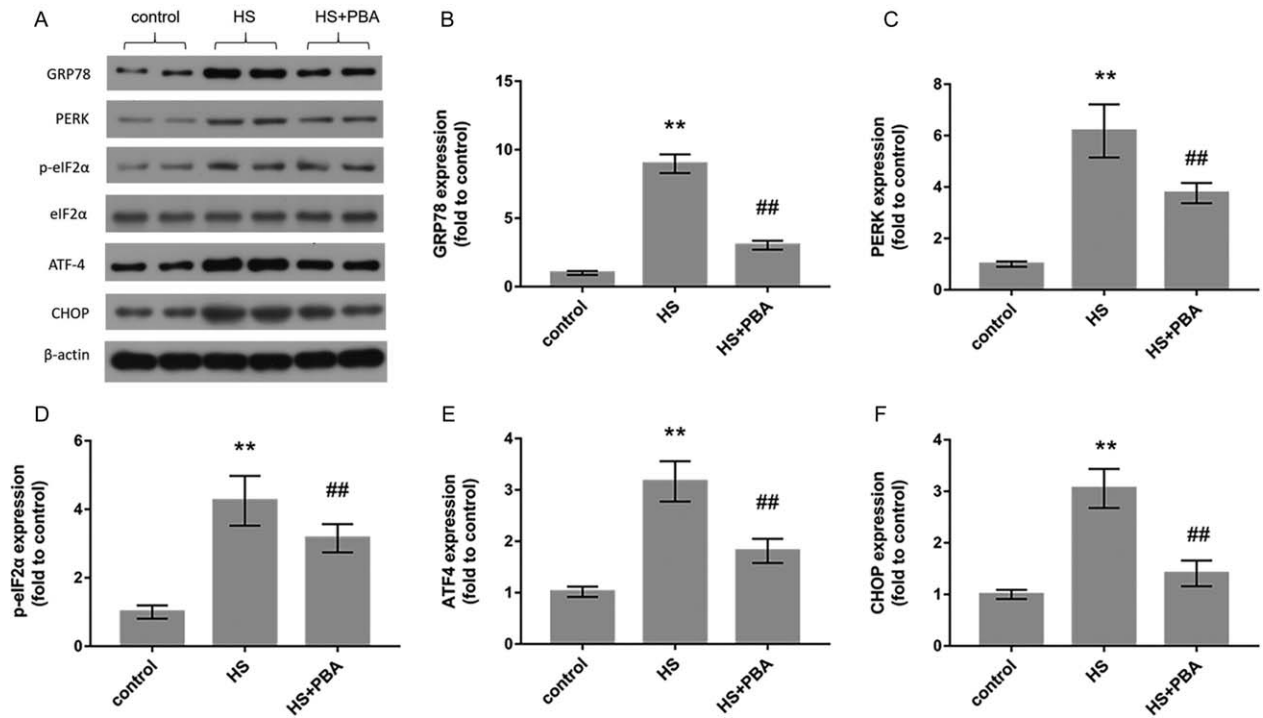 A
control HS HS+PBA
GRP78
PERK
p-eIF2α
eIF2α
ATF-4
CHOP
β-actin
B
GRP78 expression
(fold to control)
15
10
5
0
**
##
control
HS
HS+PBA
C
PERK expression
(fold to control)
8
6
4
2
0
**
##
control
HS
HS+PBA
D
p-eIF2α expression
(fold to control)
6
4
2
0
**
##
control
HS
HS+PBA
E
ATF4 expression
(fold to control)
4
3
2
1
0
**
##
control
HS
HS+PBA
F
CHOP expression
(fold to control)
4
3
2
1
0
**
##
control
HS
HS+PBA